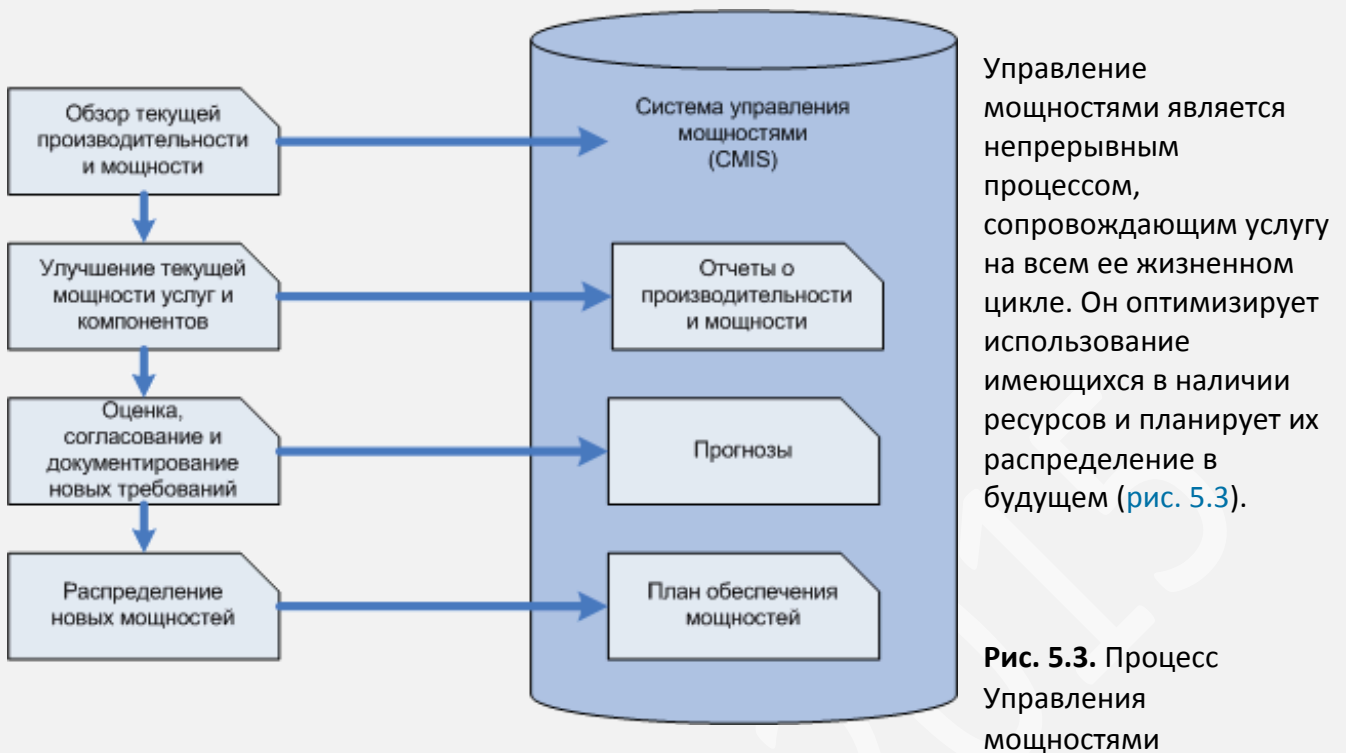 Обзор текущей
производительности
и мощности
Улучшение текущей
мощности услуг и
компонентов
Оценка,
согласование и
документирование
новых требований
Распределение
новых мощностей
Система управления
мощностями
(CMIS)
Отчеты о
производительности
и мощности
Прогнозы
План обеспечения
мощностей
Управление
мощностями является
непрерывным
процессом,
сопровождающим услугу
на всем ее жизненном
цикле. Он оптимизирует
использование
имеющихся в наличии
ресурсов и планирует их
распределение в
будущем (рис. 5.3).
Рис. 5.3. Процесс
Управления
мощностями
2015